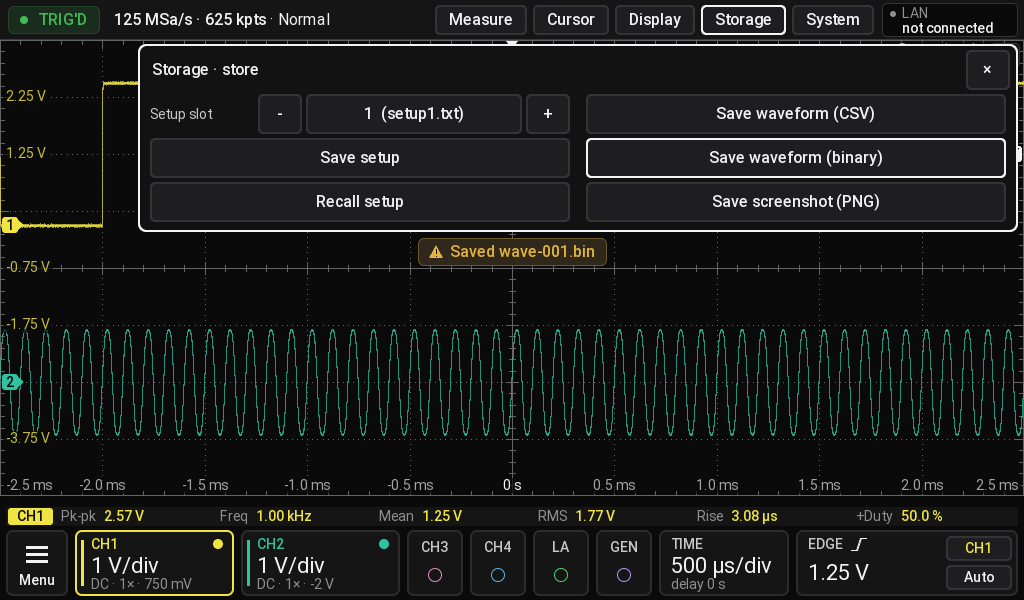 TRIG'D 125 MSa/s · 625 kpts · Normal Measure Cursor Display Storage System LAN
not connected
Storage · store ×
Setup slot - 1 (setup1.txt) + Save waveform (CSV)
Save setup Save waveform (binary)
Recall setup Save screenshot (PNG)
2.25 V
1.25 V
1
Saved wave-001.bin
-0.75 V
-1.75 V
2
-3.75 V
-2.5 ms -2.0 ms -1.5 ms -1.0 ms -0.5 ms 0 s 0.5 ms 1.0 ms 1.5 ms 2.0 ms 2.5 ms
CH1 Pk-pk 2.57 V Freq 1.00 kHz Mean 1.25 V RMS 1.77 V Rise 3.08 µs +Duty 50.0 %
Menu
CH1
1 V/div
DC · 1× · 750 mV
CH2
1 V/div
DC · 1× · -2 V
CH3
CH4
LA
GEN
TIME
500 µs/div
delay 0 s
EDGE
1.25 V
CH1
Auto